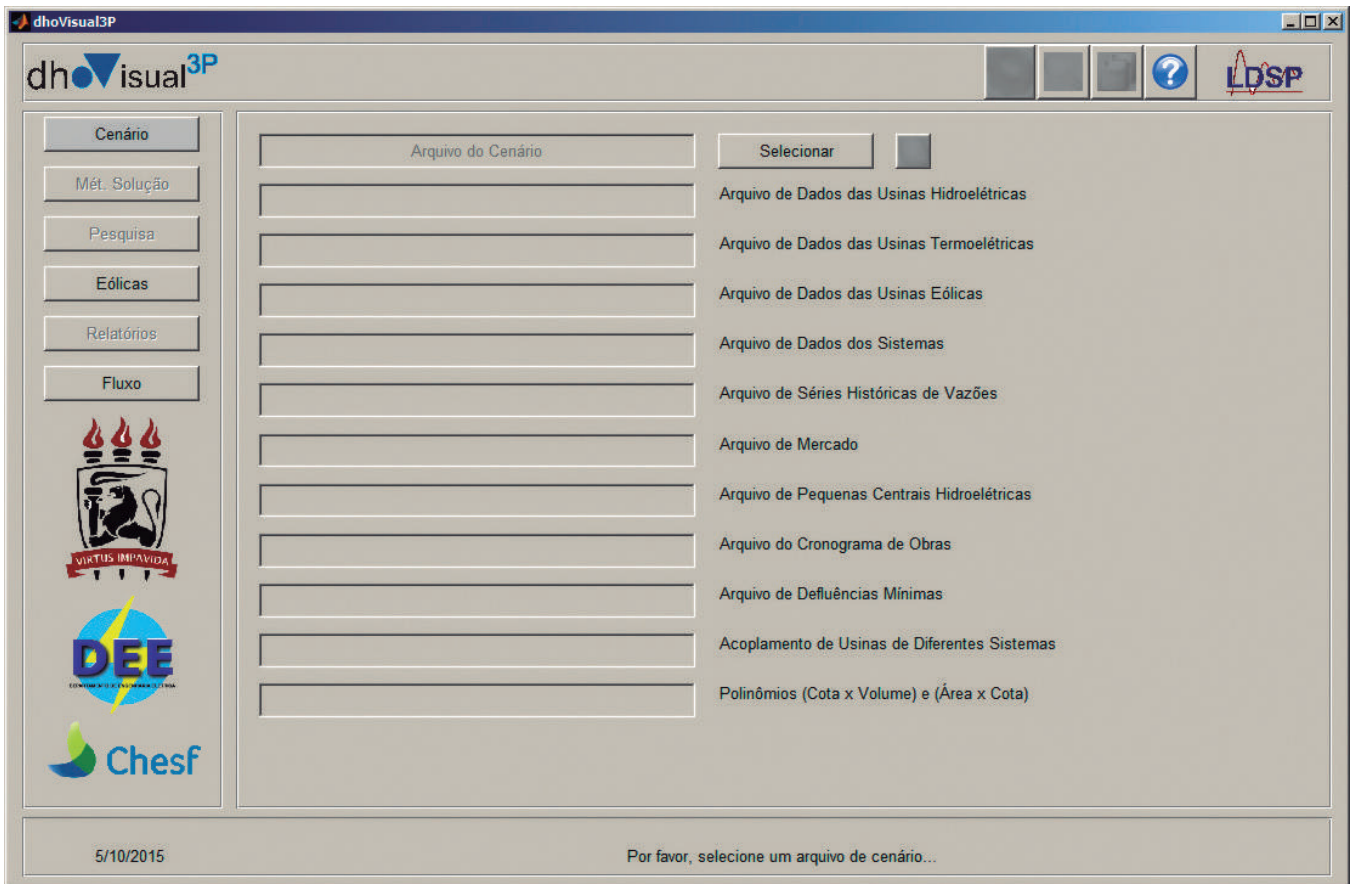 dhoVisual3P
dhoVisual3P
LDSP
Cenário
Mét. Solução
Pesquisa
Eólicas
Relatórios
Fluxo
VIRTUS IMPAVIDA
DEE
DEPARTAMENTO DE ENGENHARIA ELÉTRICA
Chesf
Arquivo do Cenário
Selecionar
Arquivo de Dados das Usinas Hidroelétricas
Arquivo de Dados das Usinas Termoelétricas
Arquivo de Dados das Usinas Eólicas
Arquivo de Dados dos Sistemas
Arquivo de Séries Históricas de Vazões
Arquivo de Mercado
Arquivo de Pequenas Centrais Hidroelétricas
Arquivo do Cronograma de Obras
Arquivo de Defluências Mínimas
Acoplamento de Usinas de Diferentes Sistemas
Polinômios (Cota x Volume) e (Área x Cota)
5/10/2015
Por favor, selecione um arquivo de cenário...